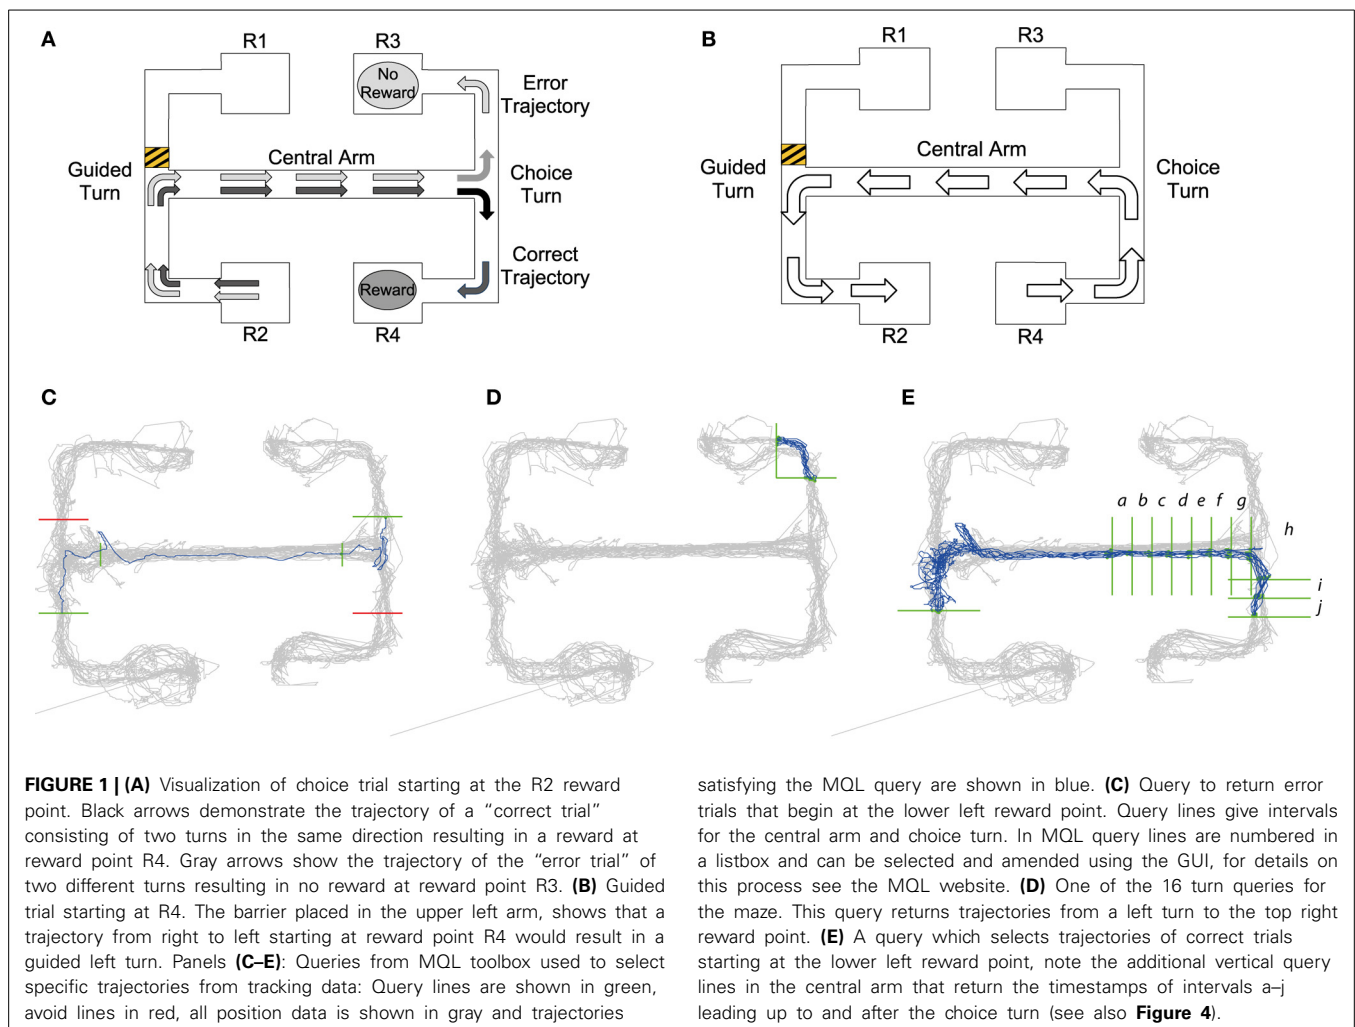 A
R1
R3
No
Reward
Error
Trajectory
Central Arm
Guided
Turn
Choice
Turn
Correct
Trajectory
Reward
R2
R4
B
R1
R3
Central Arm
Guided
Turn
Choice
Turn
R2
R4
C
D
E
a b c d e f g
h
i
j
FIGURE 1 | (A) Visualization of choice trial starting at the R2 reward
point. Black arrows demonstrate the trajectory of a “correct trial”
consisting of two turns in the same direction resulting in a reward at
reward point R4. Gray arrows show the trajectory of the “error trial” of
two different turns resulting in no reward at reward point R3. (B) Guided
trial starting at R4. The barrier placed in the upper left arm, shows that a
trajectory from right to left starting at reward point R4 would result in a
guided left turn. Panels (C–E): Queries from MQL toolbox used to select
specific trajectories from tracking data: Query lines are shown in green,
avoid lines in red, all position data is shown in gray and trajectories
satisfying the MQL query are shown in blue. (C) Query to return error
trials that begin at the lower left reward point. Query lines give intervals
for the central arm and choice turn. In MQL query lines are numbered in
a listbox and can be selected and amended using the GUI, for details on
this process see the MQL website. (D) One of the 16 turn queries for
the maze. This query returns trajectories from a left turn to the top right
reward point. (E) A query which selects trajectories of correct trials
starting at the lower left reward point, note the additional vertical query
lines in the central arm that return the timestamps of intervals a–j
leading up to and after the choice turn (see also Figure 4).